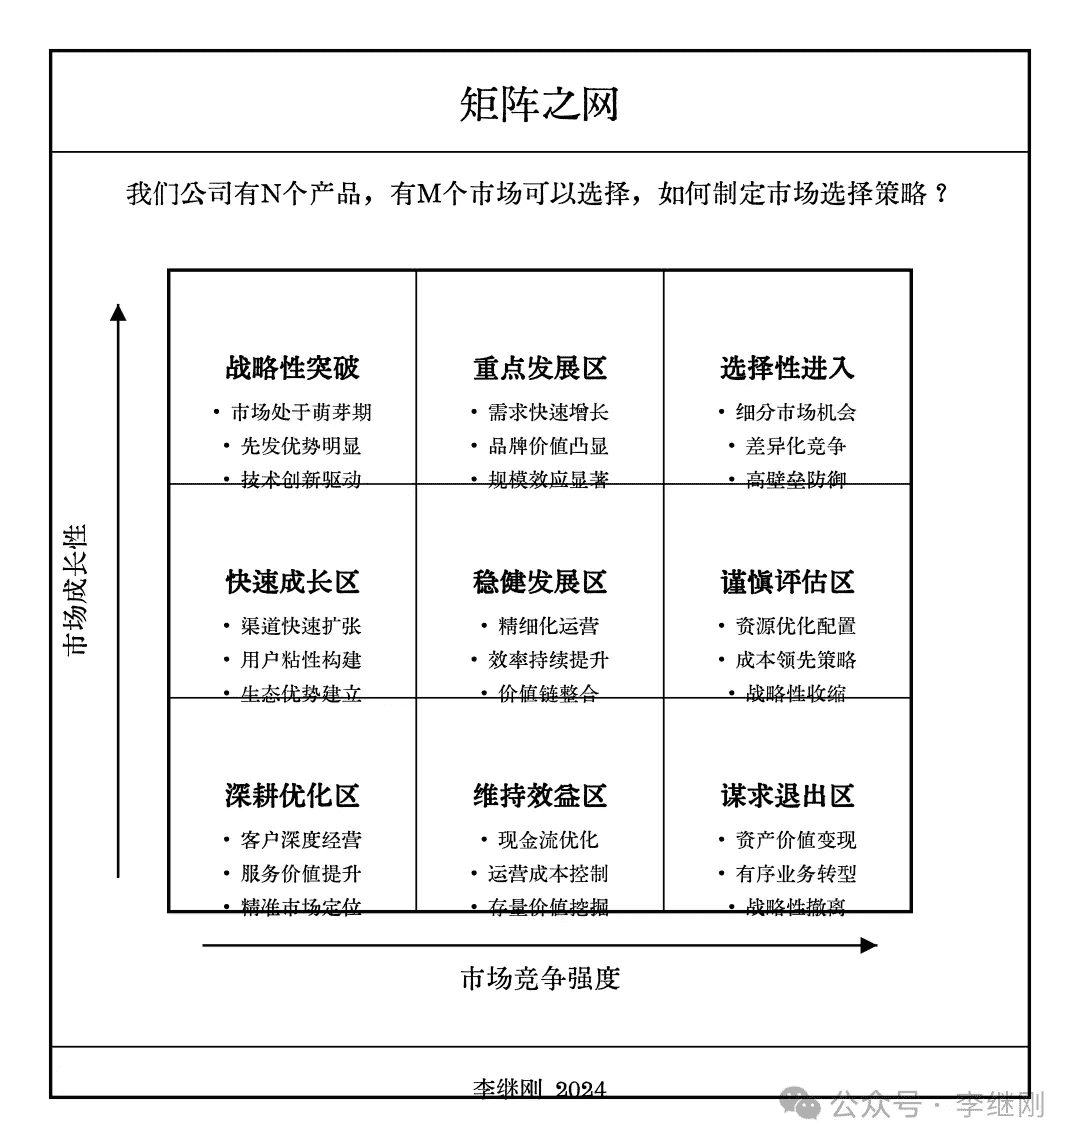 矩阵之网
我们公司有N个产品，有M个市场可以选择，如何制定市场选择策略？
战略性突破
• 市场处于萌芽期
• 先发优势明显
• 技术创新驱动
重点发展区
• 需求快速增长
• 品牌价值凸显
• 规模效应显著
选择性进入
• 细分市场机会
• 差异化竞争
• 高壁垒防御
市场成长性
快速成长区
• 渠道快速扩张
• 用户粘性构建
• 生态优势建立
稳健发展区
• 精细化运营
• 效率持续提升
• 价值链整合
谨慎评估区
• 资源优化配置
• 成本领先策略
• 战略性收缩
深耕优化区
• 客户深度经营
• 服务价值提升
• 精准市场定位
维持效益区
• 现金流优化
• 运营成本控制
• 存量价值挖掘
谋求退出区
• 资产价值变现
• 有序业务转型
• 战略性撤离
市场竞争强度
李继刚 2024
公众号 · 李继刚